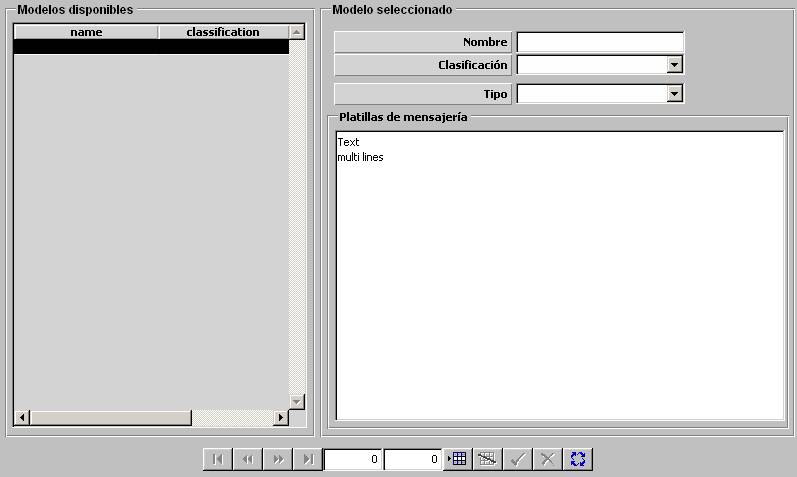 Modelos disponibles
name classification
Modelo seleccionado
Nombre
Clasificación
Tipo
Platillas de mensajería
Text
multi lines
0 0